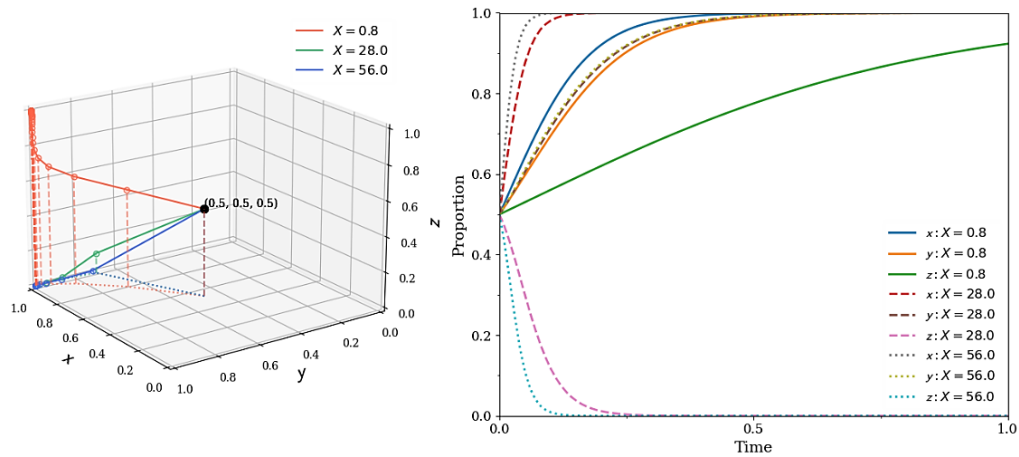 X = 0.8
X = 28.0
X = 56.0
(0.5, 0.5, 0.5)
1.0
0.8
0.6
0.4
0.2
0.0
z
1.0
0.8
0.6
0.4
0.2
0.0
x
1.0
0.8
0.6
0.4
0.2
0.0
y
1.0
0.8
0.6
0.4
0.2
0.0
Proportion
x : X = 0.8
y : X = 0.8
z : X = 0.8
x : X = 28.0
y : X = 28.0
z : X = 28.0
x : X = 56.0
y : X = 56.0
z : X = 56.0
0.0
0.5
1.0
Time